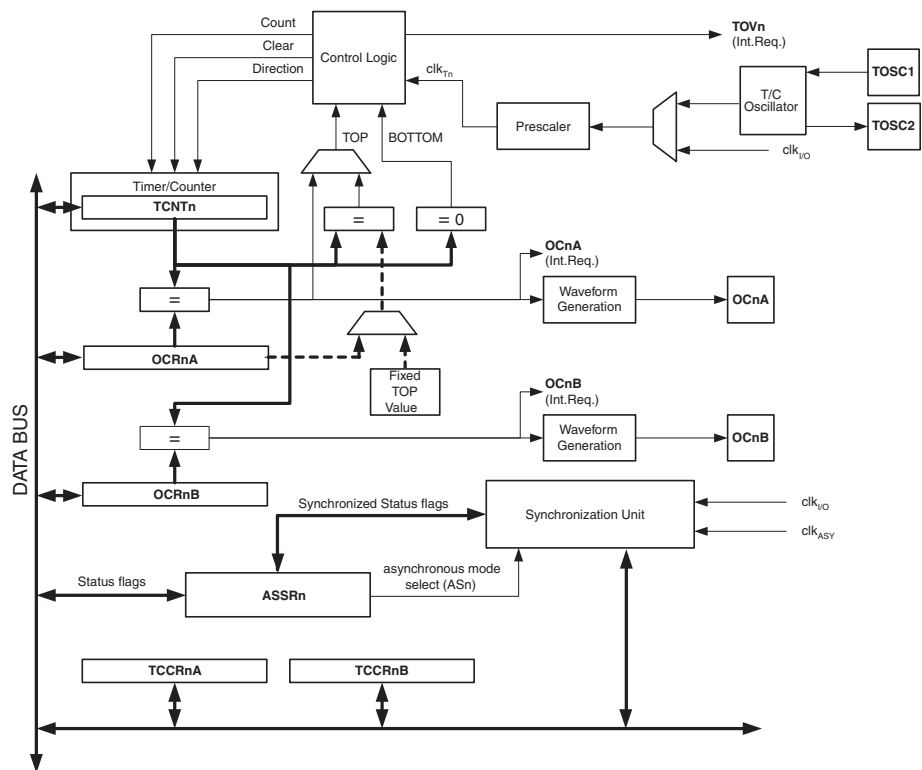 Count
Clear
Direction
Control Logic
TOVn
(Int.Req.)
clkTn
TOSC1
T/C
Oscillator
TOSC2
Prescaler
clkI/O
TOP
BOTTOM
Timer/Counter
TCNTn
=
= 0
OCnA
(Int.Req.)
=
Waveform
Generation
OCnA
OCRnA
Fixed
TOP
Value
OCnB
(Int.Req.)
=
Waveform
Generation
OCnB
DATA BUS
OCRnB
Synchronized Status flags
Synchronization Unit
clkI/O
clkASY
Status flags
ASSRn
asynchronous mode
select (ASn)
TCCRnA
TCCRnB